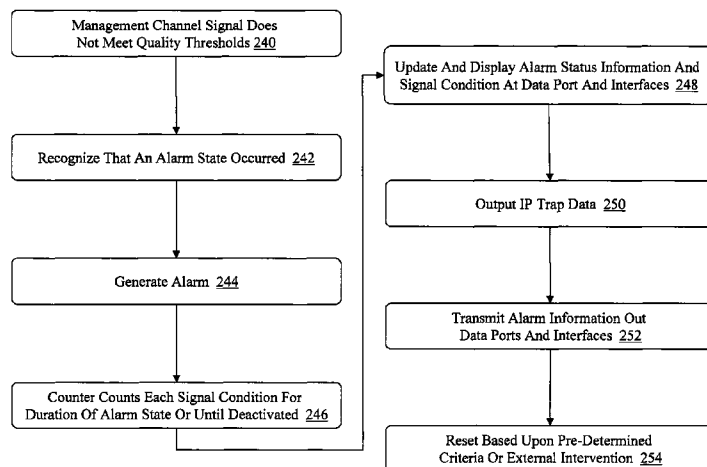 Management Channel Signal Does
Not Meet Quality Thresholds 240
Recognize That An Alarm State Occurred 242
Generate Alarm 244
Counter Counts Each Signal Condition For
Duration Of Alarm State Or Until Deactivated 246
Update And Display Alarm Status Information And
Signal Condition At Data Port And Interfaces 248
Output IP Trap Data 250
Transmit Alarm Information Out
Data Ports And Interfaces 252
Reset Based Upon Pre-Determined
Criteria Or External Intervention 254